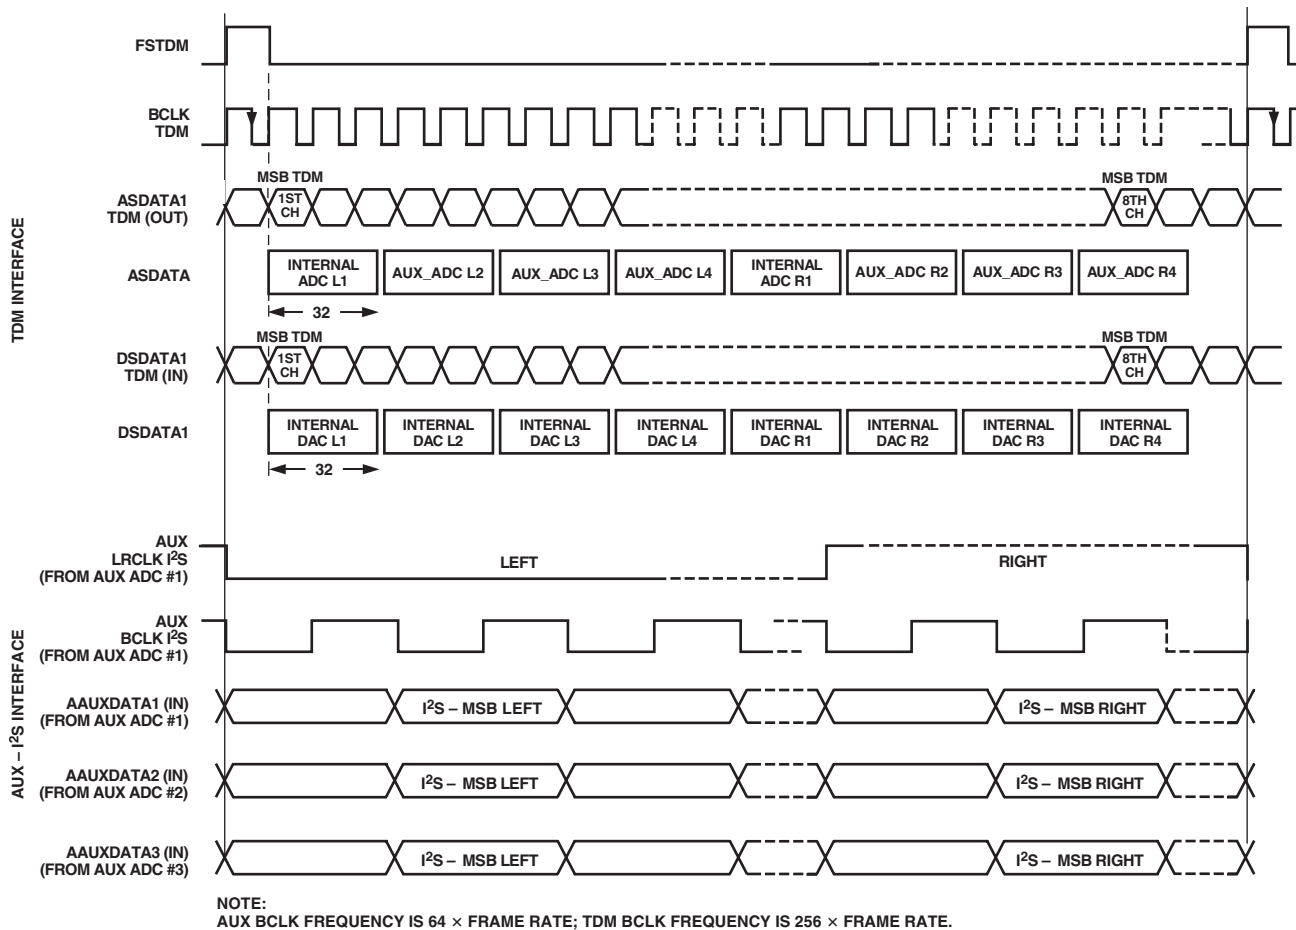 FSTDM
BCLK
TDM
MSB TDM
MSB TDM
ASDATA1
TDM (OUT)
1ST
CH
8TH
CH
ASDATA
INTERNAL
ADC L1
AUX_ADC L2
AUX_ADC L3
AUX_ADC L4
INTERNAL
ADC R1
AUX_ADC R2
AUX_ADC R3
AUX_ADC R4
32
TDM INTERFACE
MSB TDM
MSB TDM
DSDATA1
TDM (IN)
1ST
CH
8TH
CH
DSDATA1
INTERNAL
DAC L1
INTERNAL
DAC L2
INTERNAL
DAC L3
INTERNAL
DAC L4
INTERNAL
DAC R1
INTERNAL
DAC R2
INTERNAL
DAC R3
INTERNAL
DAC R4
32
AUX
LRCLK I²S
(FROM AUX ADC #1)
LEFT
RIGHT
AUX
BCLK I²S
(FROM AUX ADC #1)
AUX – I²S INTERFACE
AAUXDATA1 (IN)
(FROM AUX ADC #1)
I²S – MSB LEFT
I²S – MSB RIGHT
AAUXDATA2 (IN)
(FROM AUX ADC #2)
I²S – MSB LEFT
I²S – MSB RIGHT
AAUXDATA3 (IN)
(FROM AUX ADC #3)
I²S – MSB LEFT
I²S – MSB RIGHT
NOTE:
AUX BCLK FREQUENCY IS 64 × FRAME RATE; TDM BCLK FREQUENCY IS 256 × FRAME RATE.